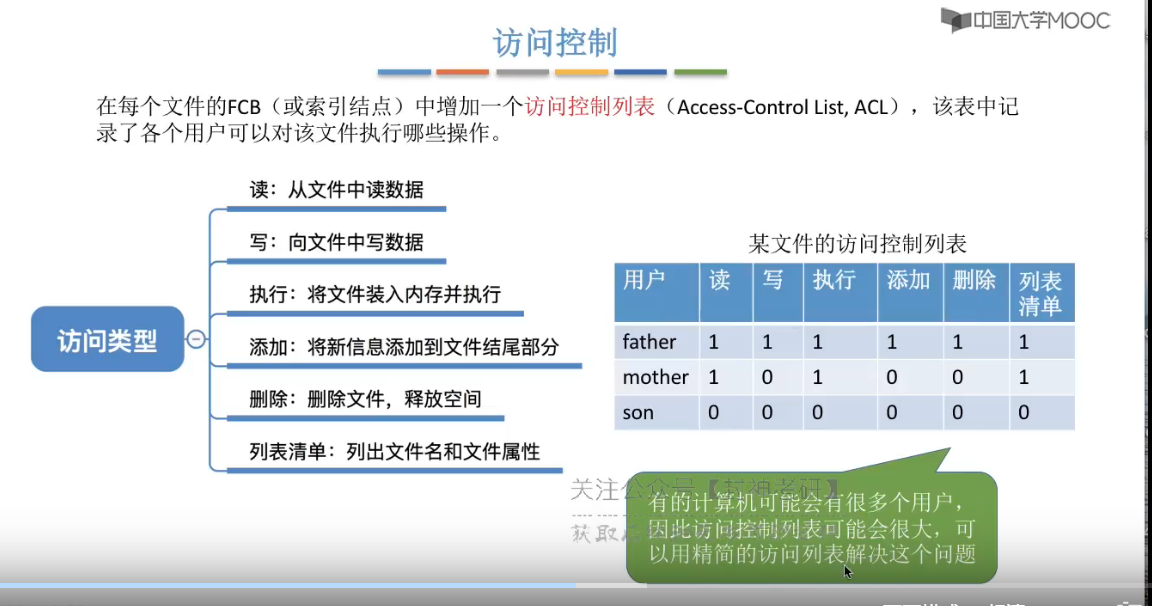 中国大学MOOC
访问控制
在每个文件的FCB（或索引结点）中增加一个访问控制列表（Access-Control List, ACL），该表中记
录了各个用户可以对该文件执行哪些操作。
访问类型
读：从文件中读数据
写：向文件中写数据
执行：将文件装入内存并执行
添加：将新信息添加到文件结尾部分
删除：删除文件，释放空间
列表清单：列出文件名和文件属性
某文件的访问控制列表
用户 读 写 执行 添加 删除 列表
清单
father 1 1 1 1 1 1
mother 1 0 1 0 0 1
son 0 0 0 0 0 0
关注公众号【封神考研】
获取
有的计算机可能会有很多个用户，
因此访问控制列表可能会很大，可
以用精简的访问列表解决这个问题